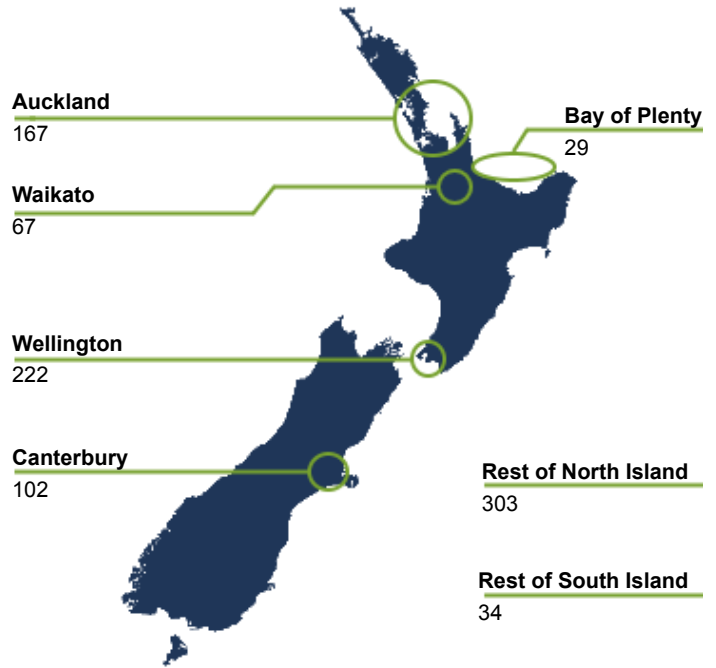 Auckland
167
Bay of Plenty
29
Waikato
67
Wellington
222
Canterbury
102
Rest of North Island
303
Rest of South Island
34